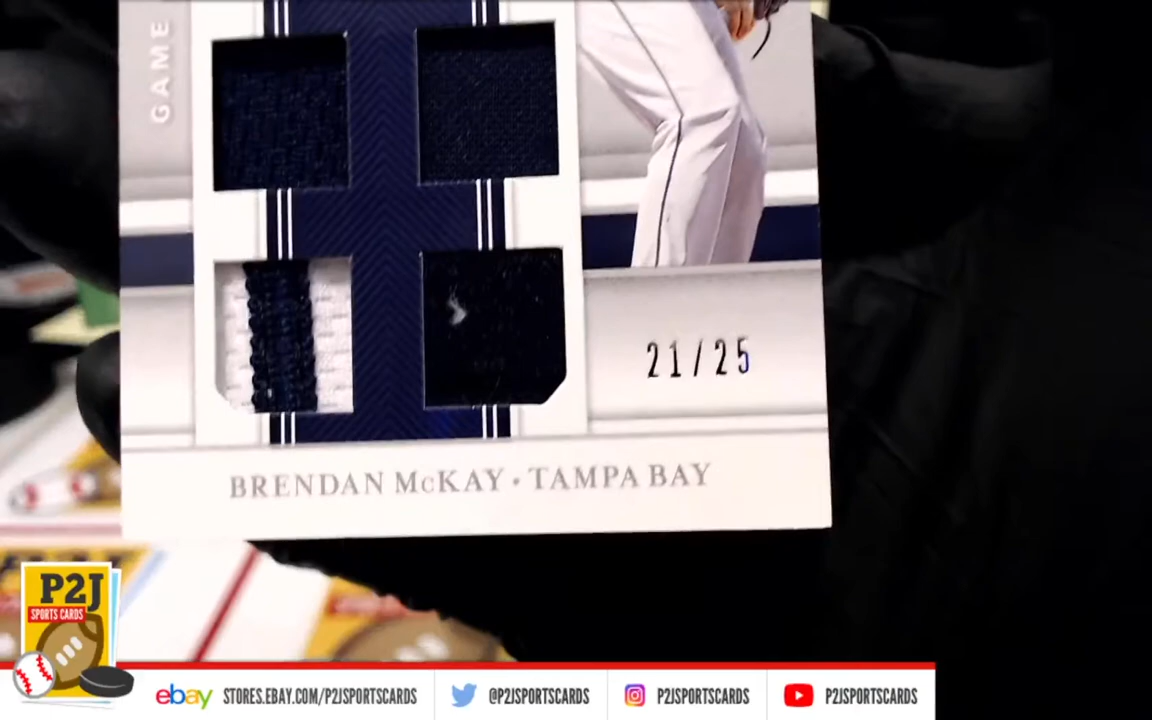 GAME
21/25
BRENDAN McKAY · TAMPA BAY
P2J
SPORTS CARDS
ebay STORES.EBAY.COM/P2JSPORTSCARDS
@P2JSPORTSCARDS
P2JSPORTSCARDS
P2JSPORTSCARDS